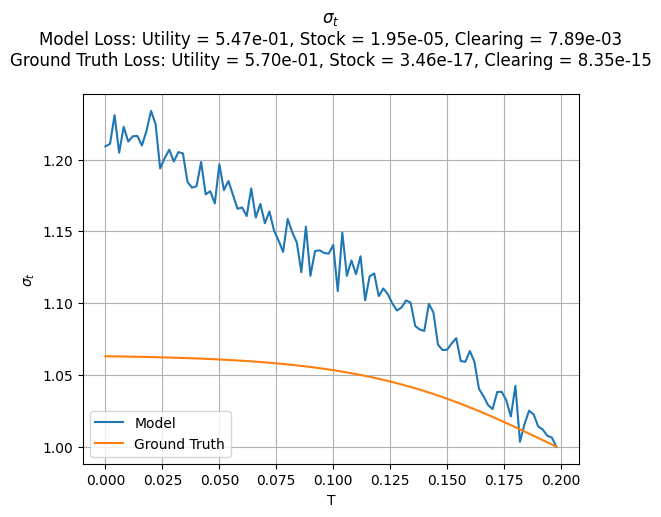 σ_t
Model Loss: Utility = 5.47e-01, Stock = 1.95e-05, Clearing = 7.89e-03
Ground Truth Loss: Utility = 5.70e-01, Stock = 3.46e-17, Clearing = 8.35e-15
1.20
1.15
1.10
1.05
1.00
σ_t
Model
Ground Truth
0.000 0.025 0.050 0.075 0.100 0.125 0.150 0.175 0.200
T